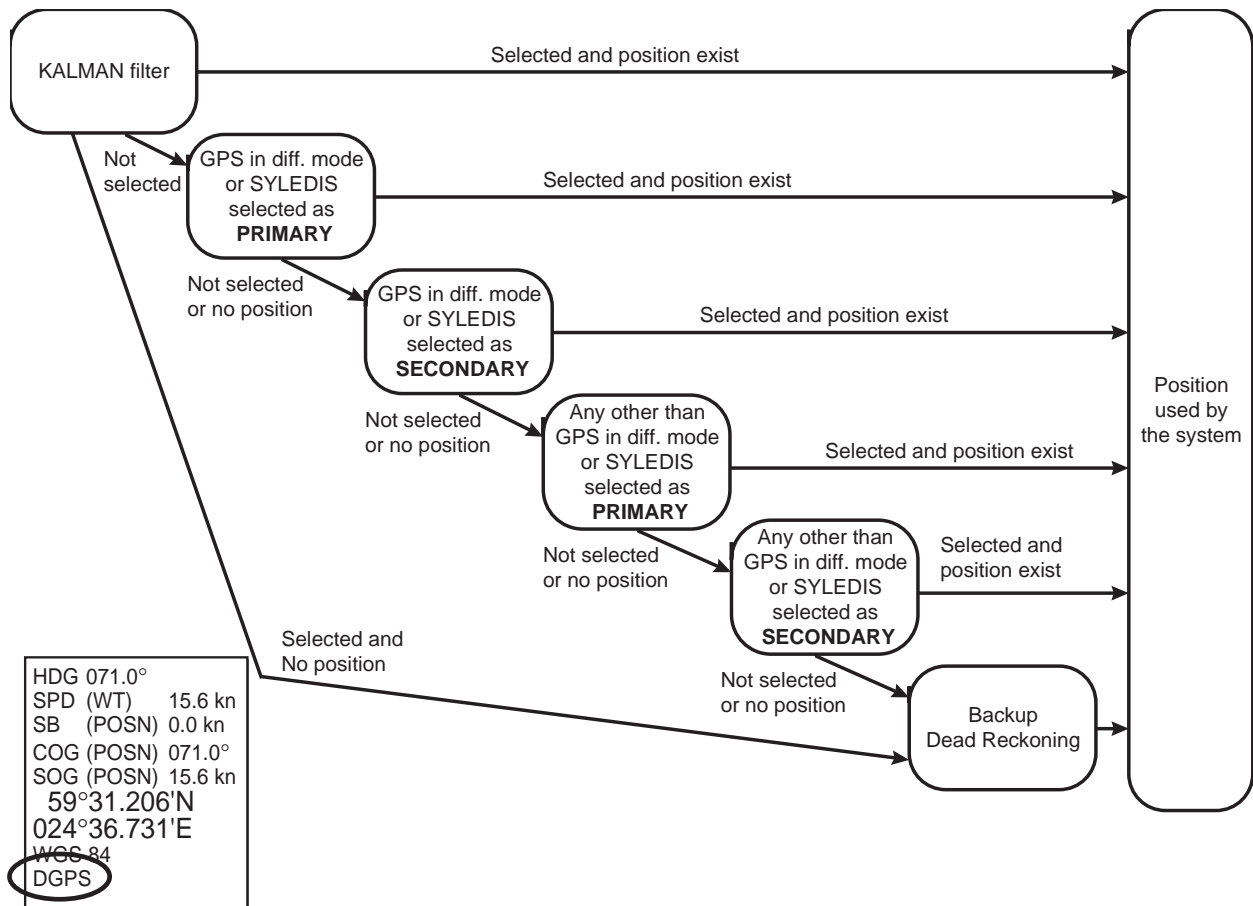 KALMAN filter
Selected and position exist
Not
selected
GPS in diff. mode
or SYLEDIS
selected as
PRIMARY
Selected and position exist
Not selected
or no position
GPS in diff. mode
or SYLEDIS
selected as
SECONDARY
Selected and position exist
Not selected
or no position
Any other than
GPS in diff. mode
or SYLEDIS
selected as
PRIMARY
Selected and position exist
Not selected
or no position
Any other than
GPS in diff. mode
or SYLEDIS
selected as
SECONDARY
Selected and
position exist
Not selected
or no position
Selected and
No position
Backup
Dead Reckoning
Position
used by
the system
HDG 071.0°
SPD (WT) 15.6 kn
SB (POSN) 0.0 kn
COG (POSN) 071.0°
SOG (POSN) 15.6 kn
59°31.206'N
024°36.731'E
WGS 84
DGPS